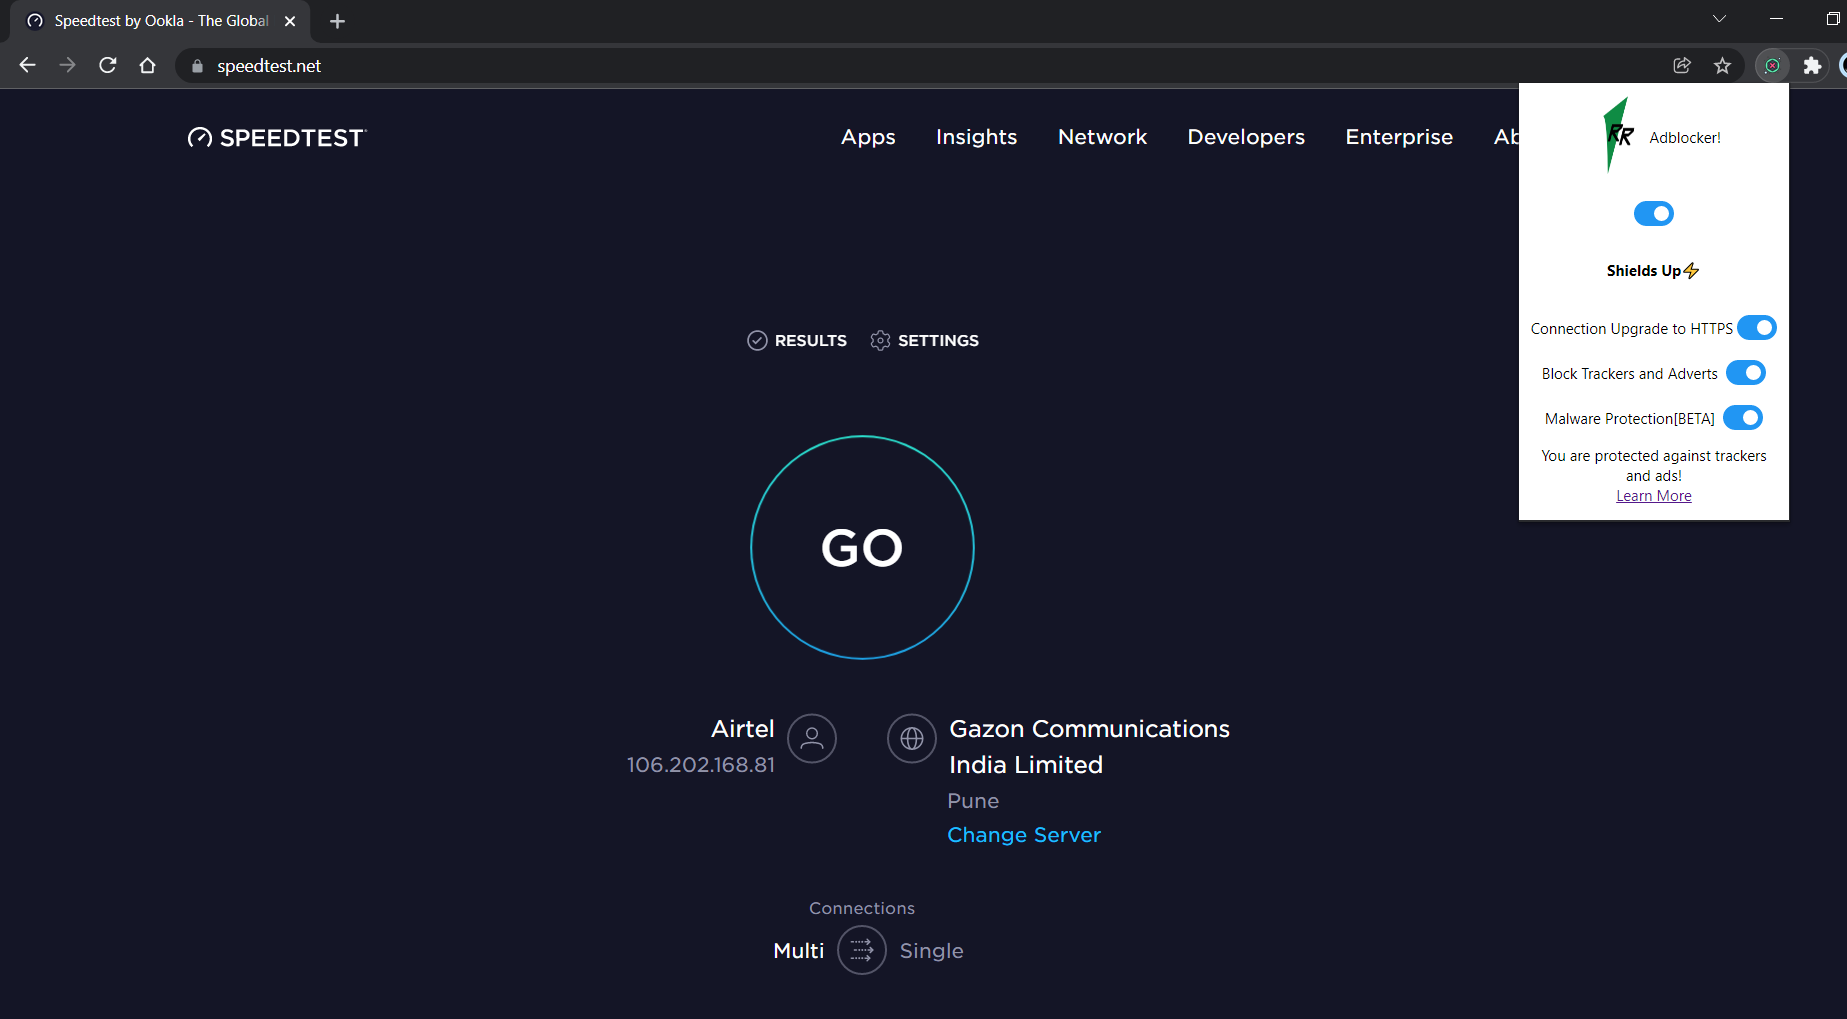 Speedtest by Ookla - The Global
speedtest.net
SPEEDTEST
Apps Insights Network Developers Enterprise Ab
RR Adblocker!
Shields Up⚡
Connection Upgrade to HTTPS
Block Trackers and Adverts
Malware Protection[BETA]
You are protected against trackers
and ads!
Learn More
RESULTS SETTINGS
GO
Airtel
106.202.168.81
Gazon Communications
India Limited
Pune
Change Server
Connections
Multi Single